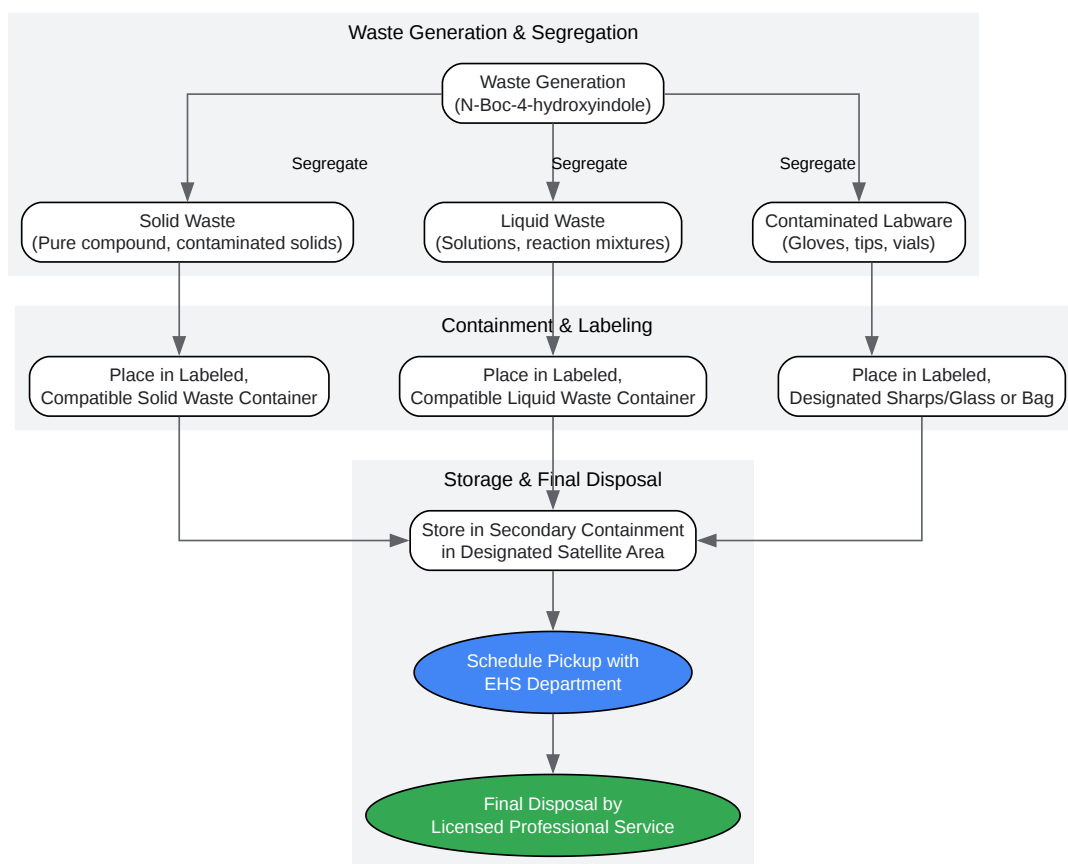 Waste Generation & Segregation
Waste Generation
(N-Boc-4-hydroxyindole)
Segregate
Segregate
Segregate
Solid Waste
(Pure compound, contaminated solids)
Liquid Waste
(Solutions, reaction mixtures)
Contaminated Labware
(Gloves, tips, vials)
Containment & Labeling
Place in Labeled,
Compatible Solid Waste Container
Place in Labeled,
Compatible Liquid Waste Container
Place in Labeled,
Designated Sharps/Glass or Bag
Storage & Final Disposal
Store in Secondary Containment
in Designated Satellite Area
Schedule Pickup with
EHS Department
Final Disposal by
Licensed Professional Service